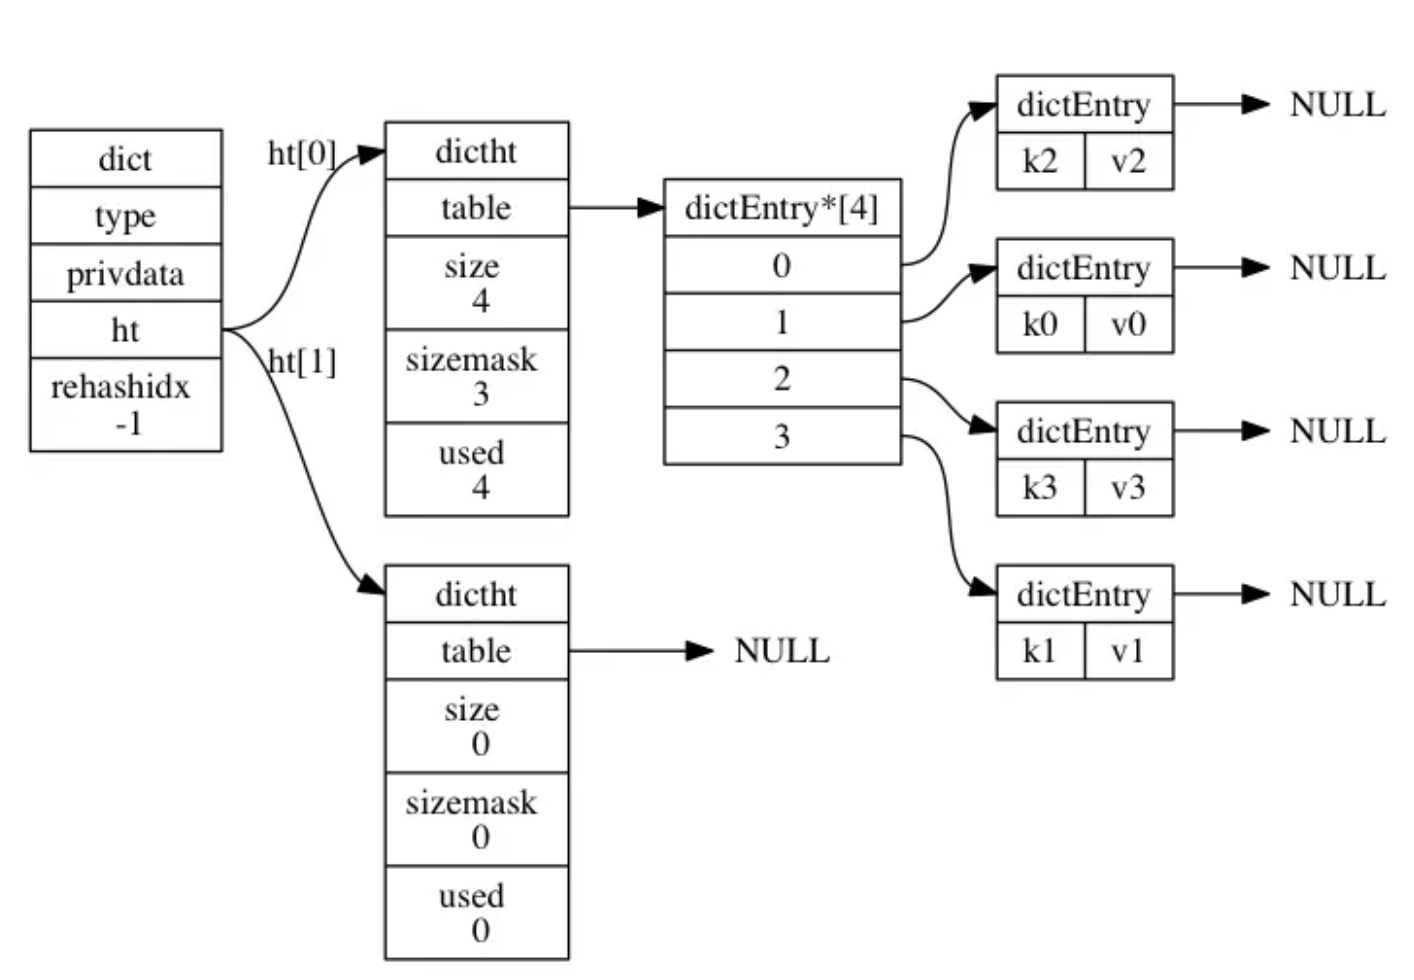 dict
type
privdata
ht
rehashidx
-1
ht[0]
ht[1]
dictht
table
size
4
sizemask
3
used
4
dictht
table
size
0
sizemask
0
used
0
NULL
dictEntry*[4]
0
1
2
3
dictEntry
k2 v2
NULL
dictEntry
k0 v0
NULL
dictEntry
k3 v3
NULL
dictEntry
k1 v1
NULL